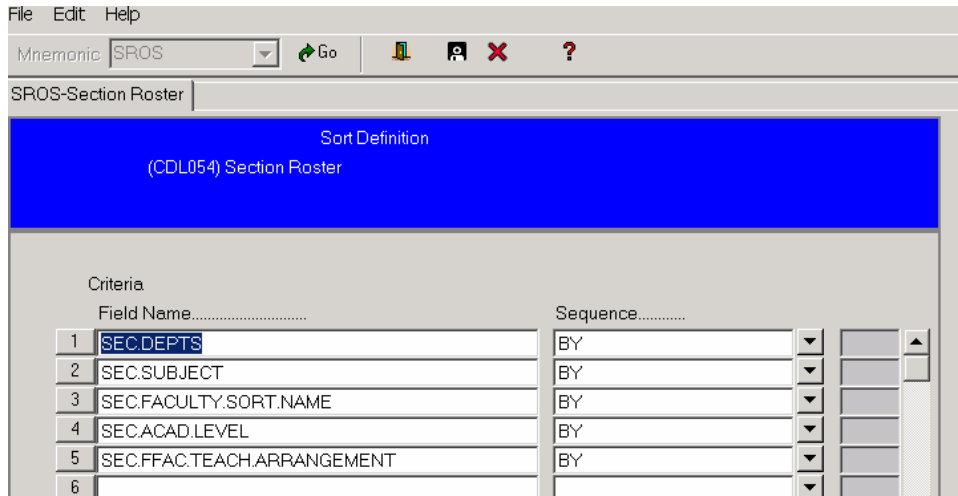 File Edit Help
Mnemonic SROS Go ?
SROS-Section Roster
Sort Definition
(CDL054) Section Roster
Criteria
Field Name............................ Sequence............
1 SEC.DEPTS BY
2 SEC.SUBJECT BY
3 SEC.FACULTY.SORT.NAME BY
4 SEC.ACAD.LEVEL BY
5 SEC.FFAC.TEACH.ARRANGEMENT BY
6